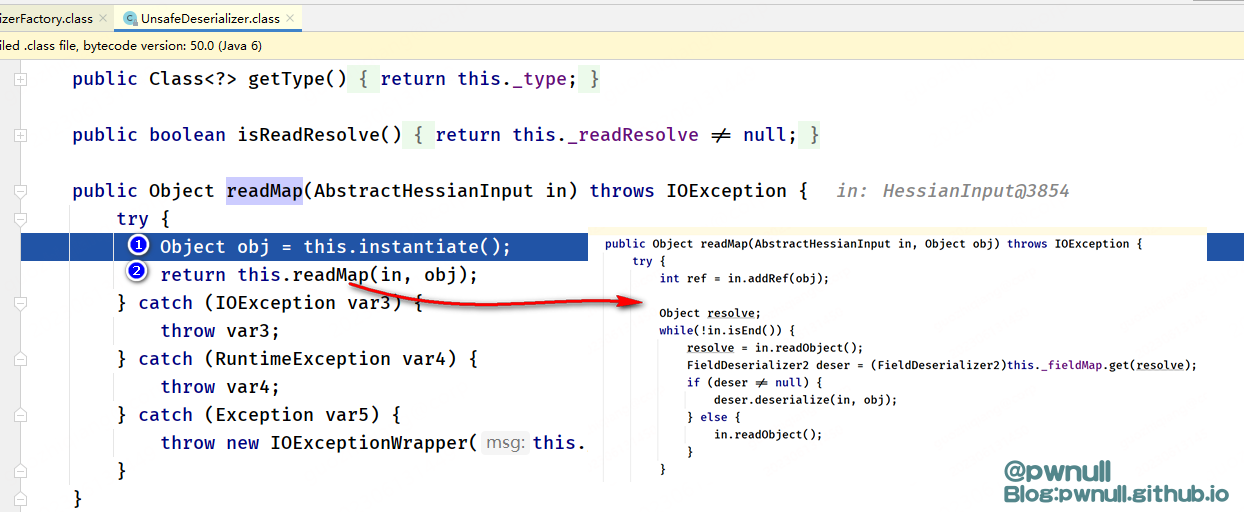 izerFactory.class × UnsafeDeserializer.class ×
iled .class file, bytecode version: 50.0 (Java 6)
public Class<?> getType() { return this._type; }
public boolean isReadResolve() { return this._readResolve ≠ null; }
public Object readMap(AbstractHessianInput in) throws IOException { in: HessianInput@3854
try {
1 Object obj = this.instantiate();
2 return this.readMap(in, obj);
} catch (IOException var3) {
throw var3;
} catch (RuntimeException var4) {
throw var4;
} catch (Exception var5) {
throw new IOExceptionWrapper( msg: this.
}
}
public Object readMap(AbstractHessianInput in, Object obj) throws IOException {
try {
int ref = in.addRef(obj);
Object resolve;
while(!in.isEnd()) {
resolve = in.readObject();
FieldDeserializer2 deser = (FieldDeserializer2)this._fieldMap.get(resolve);
if (deser ≠ null) {
deser.deserialize(in, obj);
} else {
in.readObject();
}
}
@pwnull
Blog:pwnull.github.io